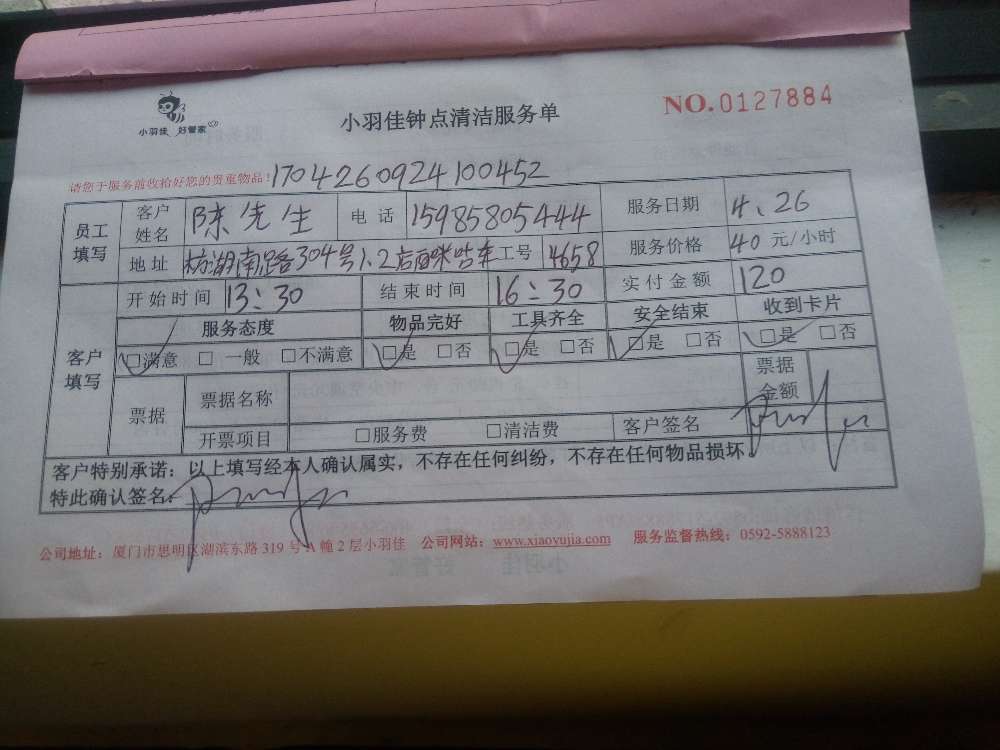 小羽佳 好管家
小羽佳钟点清洁服务单
NO.0127884
请您于服务前收拾好您的贵重物品!170426092410 0452
员工填写 客户姓名 陈先生 电话 15985805444 服务日期 4、26
地址 枋湖南路304号1.2店面咪咕车 工号 4658 服务价格 40 元/小时
客户填写 开始时间 13:30 结束时间 16:30 实付金额 120
服务态度 物品完好 工具齐全 安全结束 收到卡片
□满意 □ 一般 □不满意 □是 □否 □是 □否 □是 □否 □是 □否
票据 票据名称 票据金额
开票项目 □服务费 □清洁费 客户签名
客户特别承诺:以上填写经本人确认属实,不存在任何纠纷,不存在任何物品损坏.
特此确认签名:
公司地址:厦门市思明区湖滨东路 319 号 A 幢 2 层小羽佳 公司网站:www.xiaoyujia.com 服务监督热线:0592-5888123